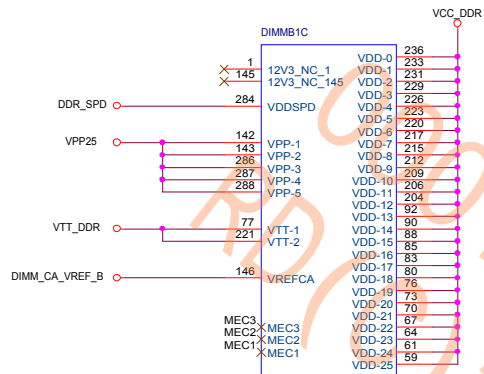 VCC_DDR
DIMMB1C
1 12V3_NC_1
145 12V3_NC_145
DDR_SPD 284 VDDSPD
VPP25 142 VPP-1
143 VPP-2
286 VPP-3
287 VPP-4
288 VPP-5
VTT_DDR 77 VTT-1
221 VTT-2
DIMM_CA_VREF_B 146 VREFCA
MEC3 MEC3
MEC2 MEC2
MEC1 MEC1
VDD-0 236
VDD-1 233
VDD-2 231
VDD-3 229
VDD-4 226
VDD-5 223
VDD-6 220
VDD-7 217
VDD-8 215
VDD-9 212
VDD-10 209
VDD-11 206
VDD-12 204
VDD-13 92
VDD-14 90
VDD-15 88
VDD-16 85
VDD-17 83
VDD-18 80
VDD-19 76
VDD-20 73
VDD-21 70
VDD-22 67
VDD-23 64
VDD-24 61
VDD-25 59